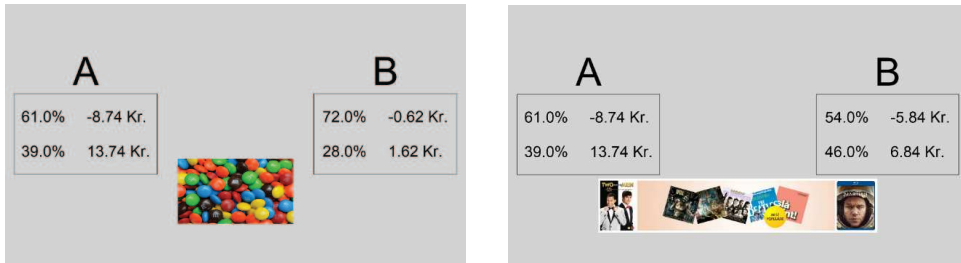 A
B
61.0% -8.74 Kr.
39.0% 13.74 Kr.
72.0% -0.62 Kr.
28.0% 1.62 Kr.
A
B
61.0% -8.74 Kr.
39.0% 13.74 Kr.
54.0% -5.84 Kr.
46.0% 6.84 Kr.
TWO
MEN